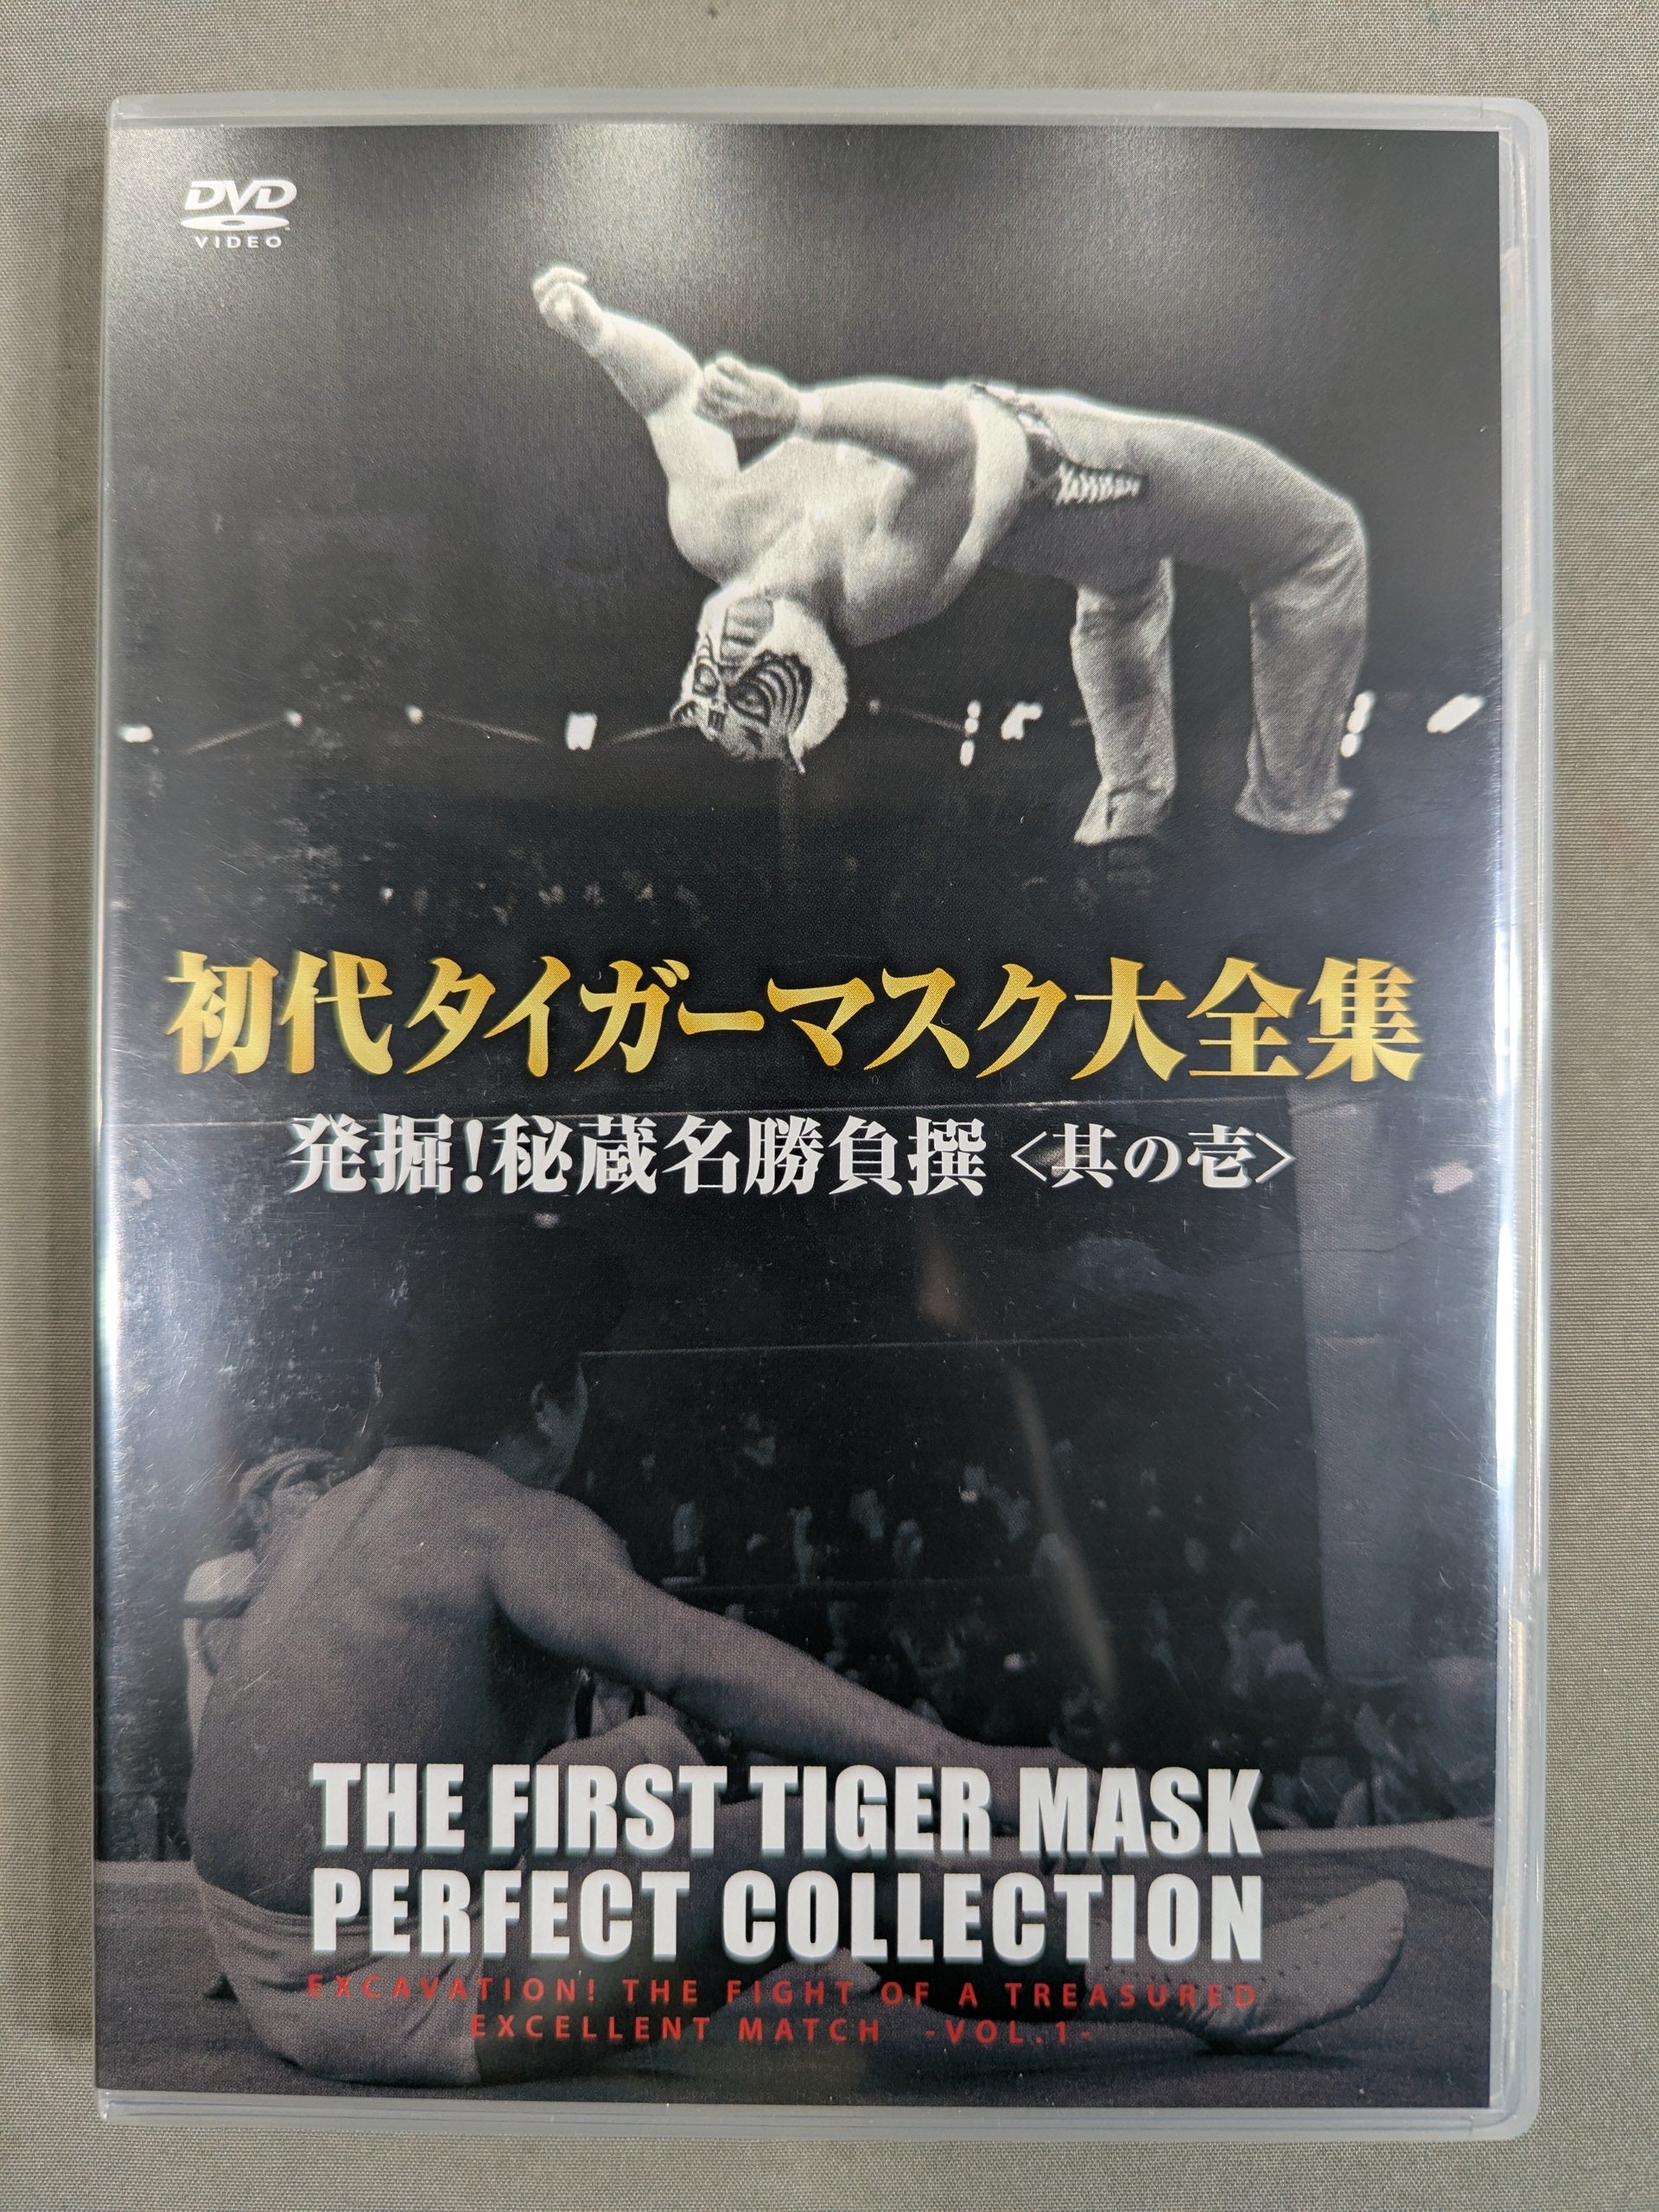 DVD
VIDEO
初代タイガーマスク大全集
発掘!秘蔵名勝負撰〈其の壱〉
THE FIRST TIGER MASK
PERFECT COLLECTION
EXCAVATION! THE FIGHT OF A TREASURED
EXCELLENT MATCH -VOL.1-